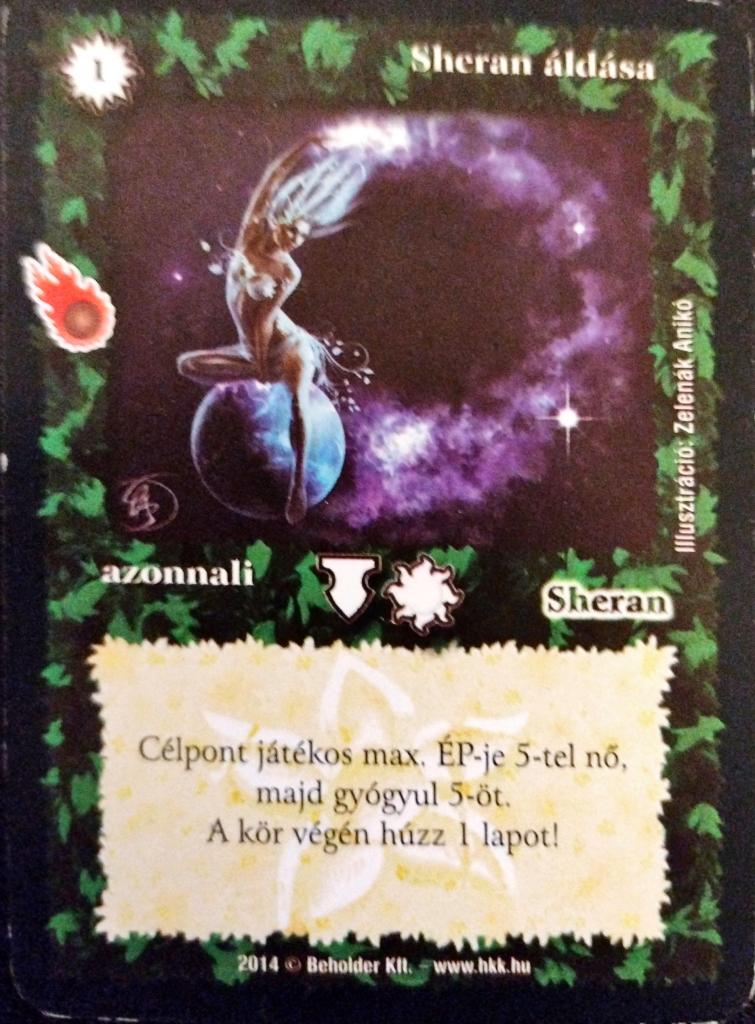 1
Sheran áldása
Illusztráció: Zelenák Anikó
azonnali
Sheran
Célpont játékos max. ÉP-je 5-tel nő,
majd gyógyul 5-öt.
A kör végén húzz 1 lapot!
2014 © Beholder Kft. – www.hkk.hu